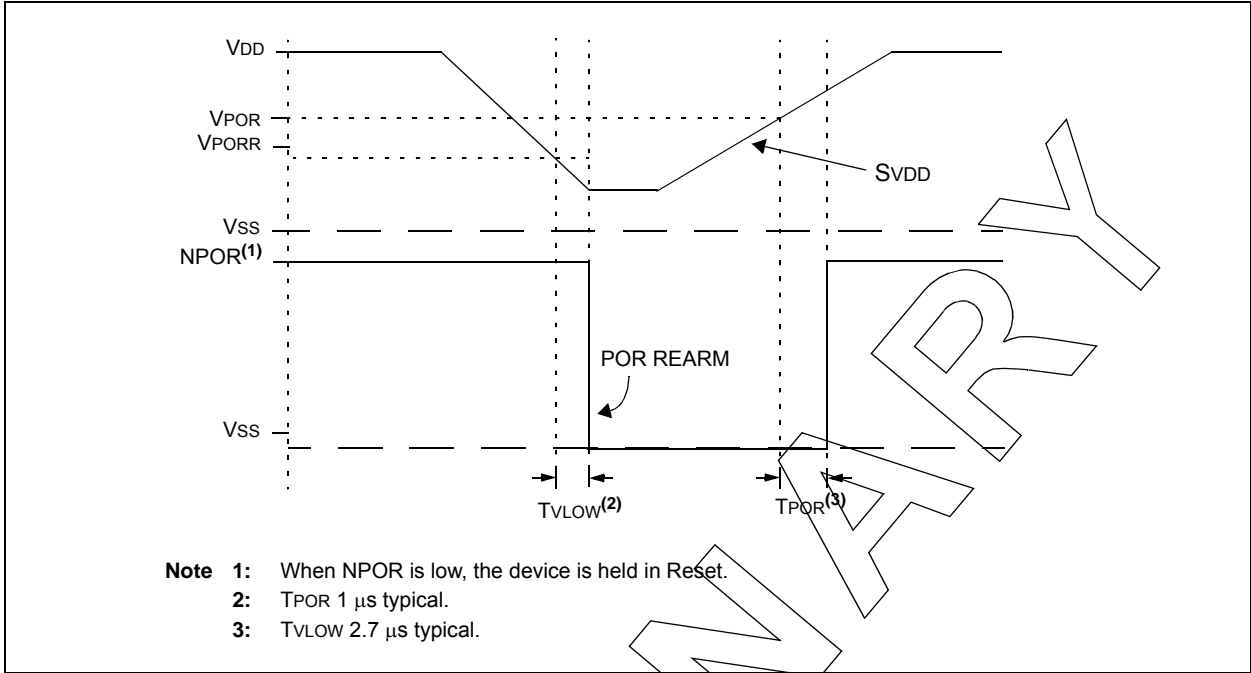 VDD
VPOR
VPORR
SVDD
VSS
NPOR(1)
POR REARM
VSS
TVLOW(2)
TPOR(3)
Note 1: When NPOR is low, the device is held in Reset.
2: TPOR 1 μs typical.
3: TVLOW 2.7 μs typical.
NARY